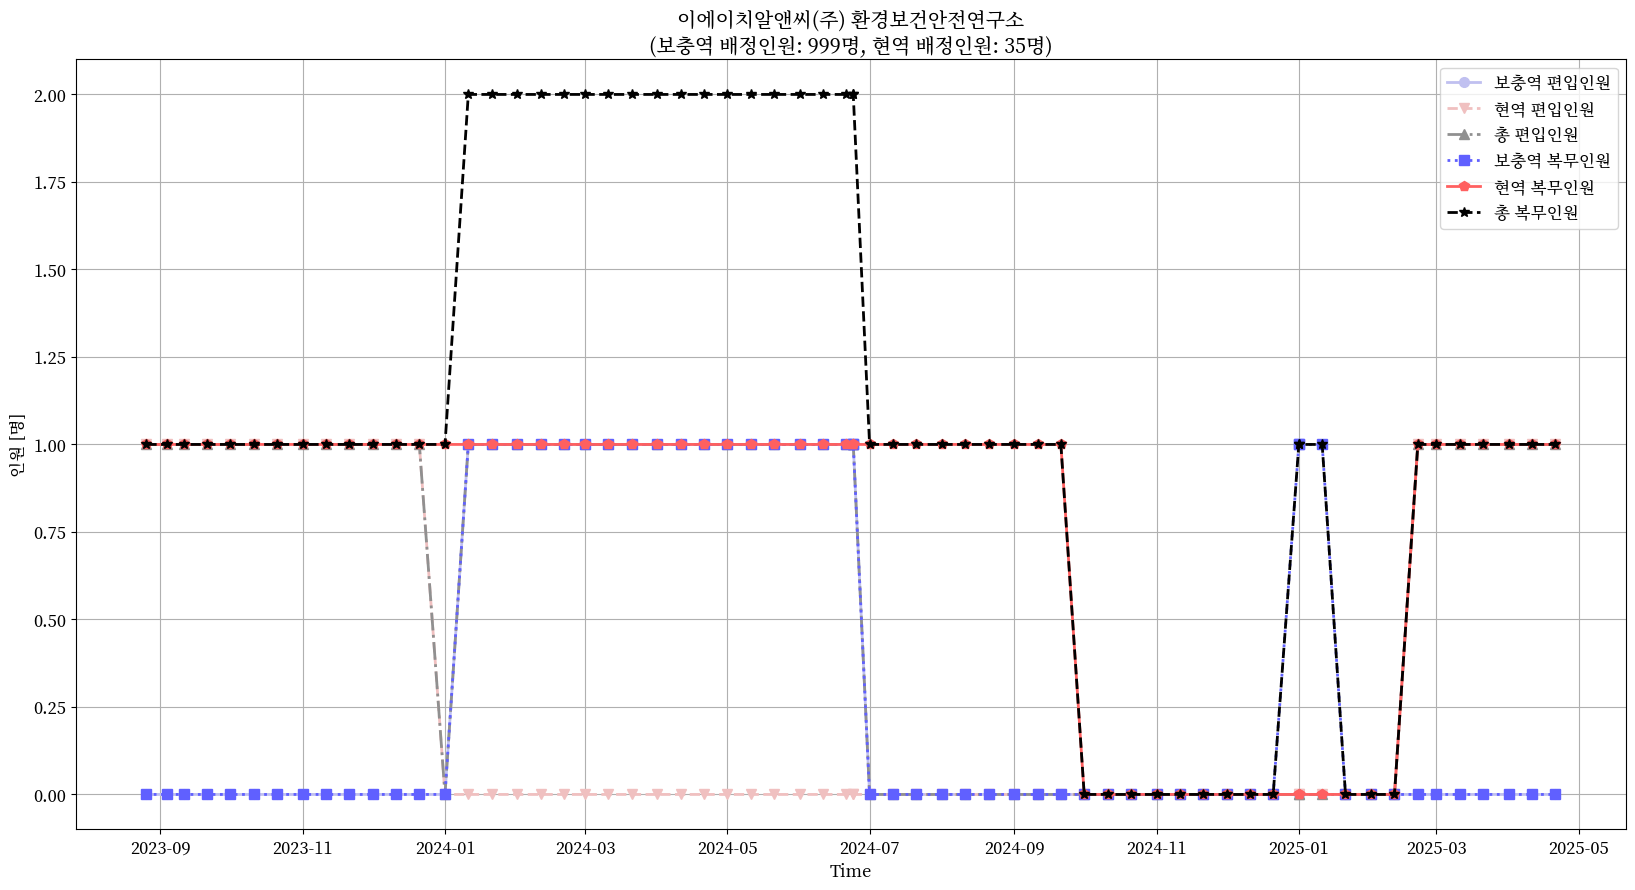 이에이치알앤씨(주) 환경보건안전연구소
(보충역 배정인원: 999명, 현역 배정인원: 35명)
보충역 편입인원
현역 편입인원
총 편입인원
보충역 복무인원
현역 복무인원
총 복무인원
인원 [명]
2.00
1.75
1.50
1.25
1.00
0.75
0.50
0.25
0.00
2023-09
2023-11
2024-01
2024-03
2024-05
2024-07
2024-09
2024-11
2025-01
2025-03
2025-05
Time